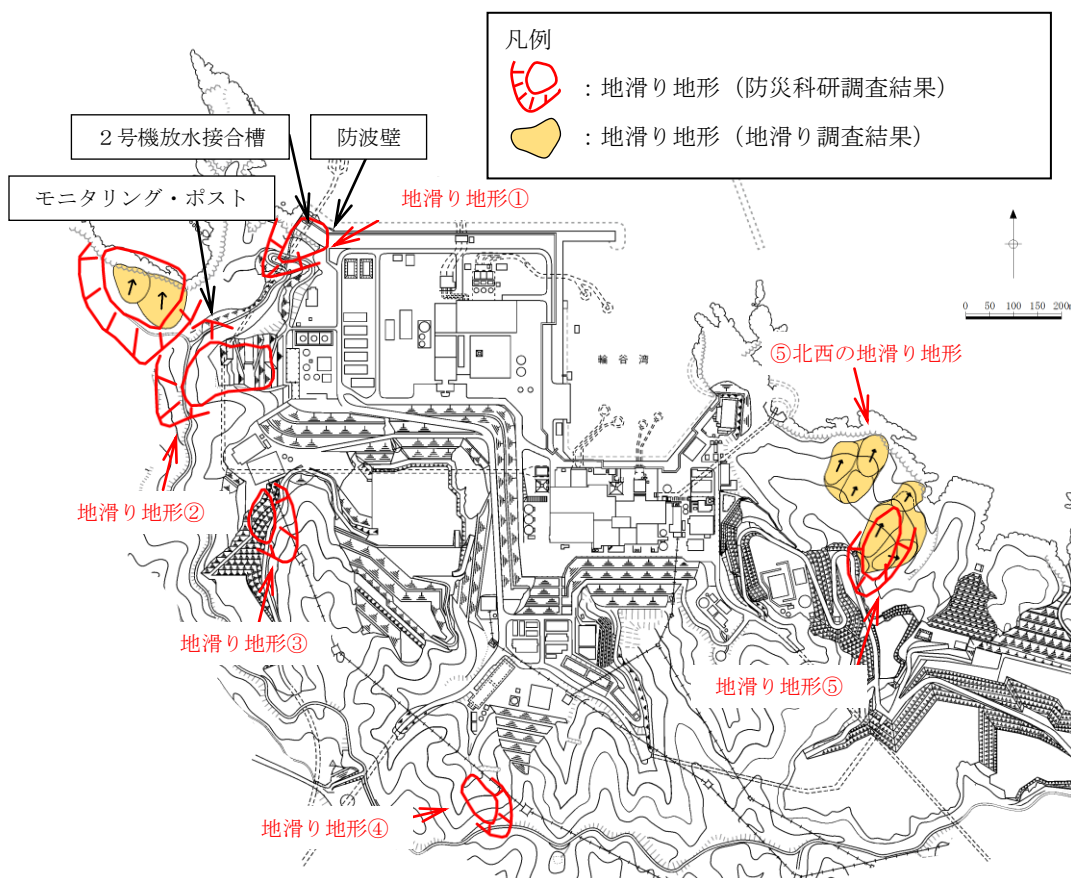 凡例
：地滑り地形（防災科研調査結果）
：地滑り地形（地滑り調査結果）
２号機放水接合槽
防波壁
モニタリング・ポスト
地滑り地形①
0 50 100 150 200m
輪谷湾
⑤北西の地滑り地形
地滑り地形②
地滑り地形③
地滑り地形⑤
地滑り地形④